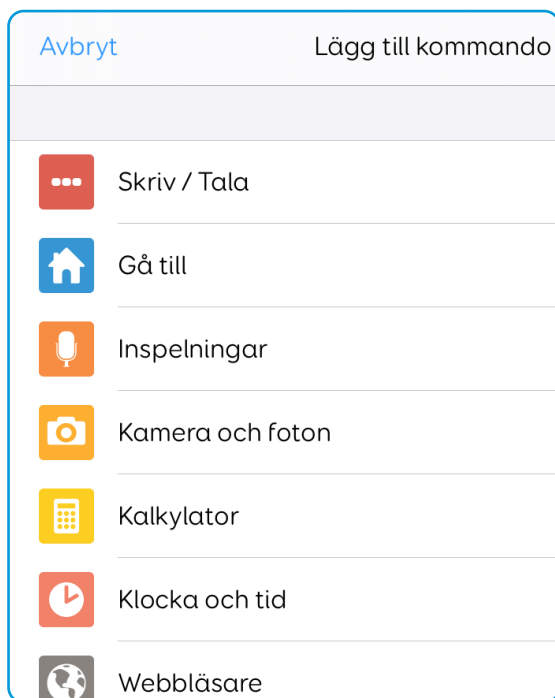 Avbryt
Lägg till kommando
Skriv / Tala
Gå till
Inspelningar
Kamera och foton
Kalkylator
Klocka och tid
Webbläsare